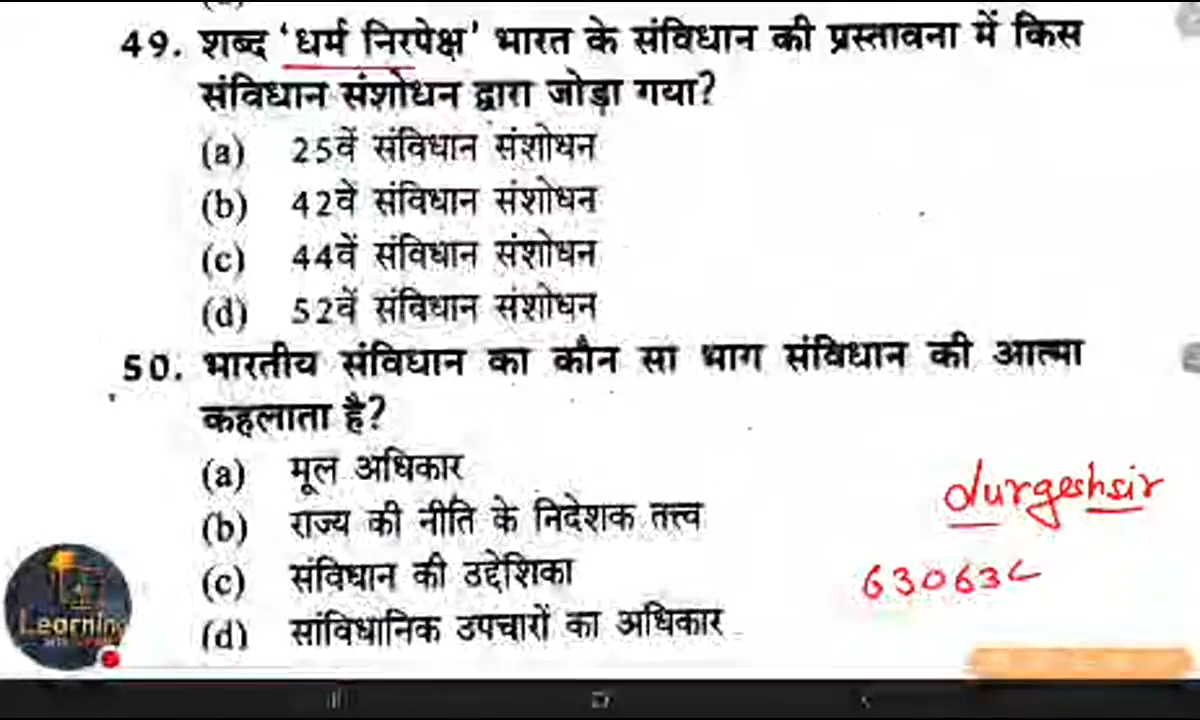 49. शब्द 'धर्म निरपेक्ष' भारत के संविधान की प्रस्तावना में किस
संविधान संशोधन द्वारा जोड़ा गया?
(a) 25वें संविधान संशोधन
(b) 42वें संविधान संशोधन
(c) 44वें संविधान संशोधन
(d) 52वें संविधान संशोधन
50. भारतीय संविधान का कौन सा भाग संविधान की आत्मा
कहलाता है?
(a) मूल अधिकार
(b) राज्य की नीति के निदेशक तत्त्व
durgeshsir
(c) संविधान की उद्देशिका
63063
(d) सांविधानिक उपचारों का अधिकार
Learning